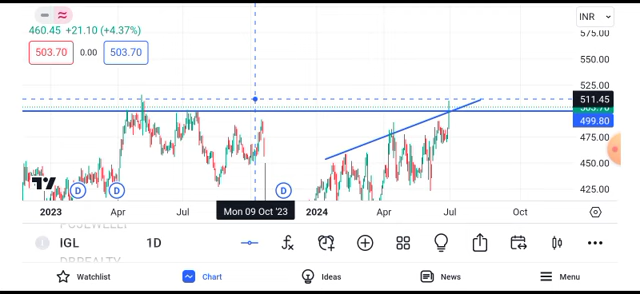 INR
460.45 +21.10 (+4.37%)
575.00
503.70 0.00 503.70
550.00
525.00
511.45
499.80
475.00
450.00
425.00
D D D
2023 Apr Jul Mon 09 Oct '23 2024 Apr Jul Oct
IGL 1D
DBREALTY
Watchlist Chart Ideas News Menu